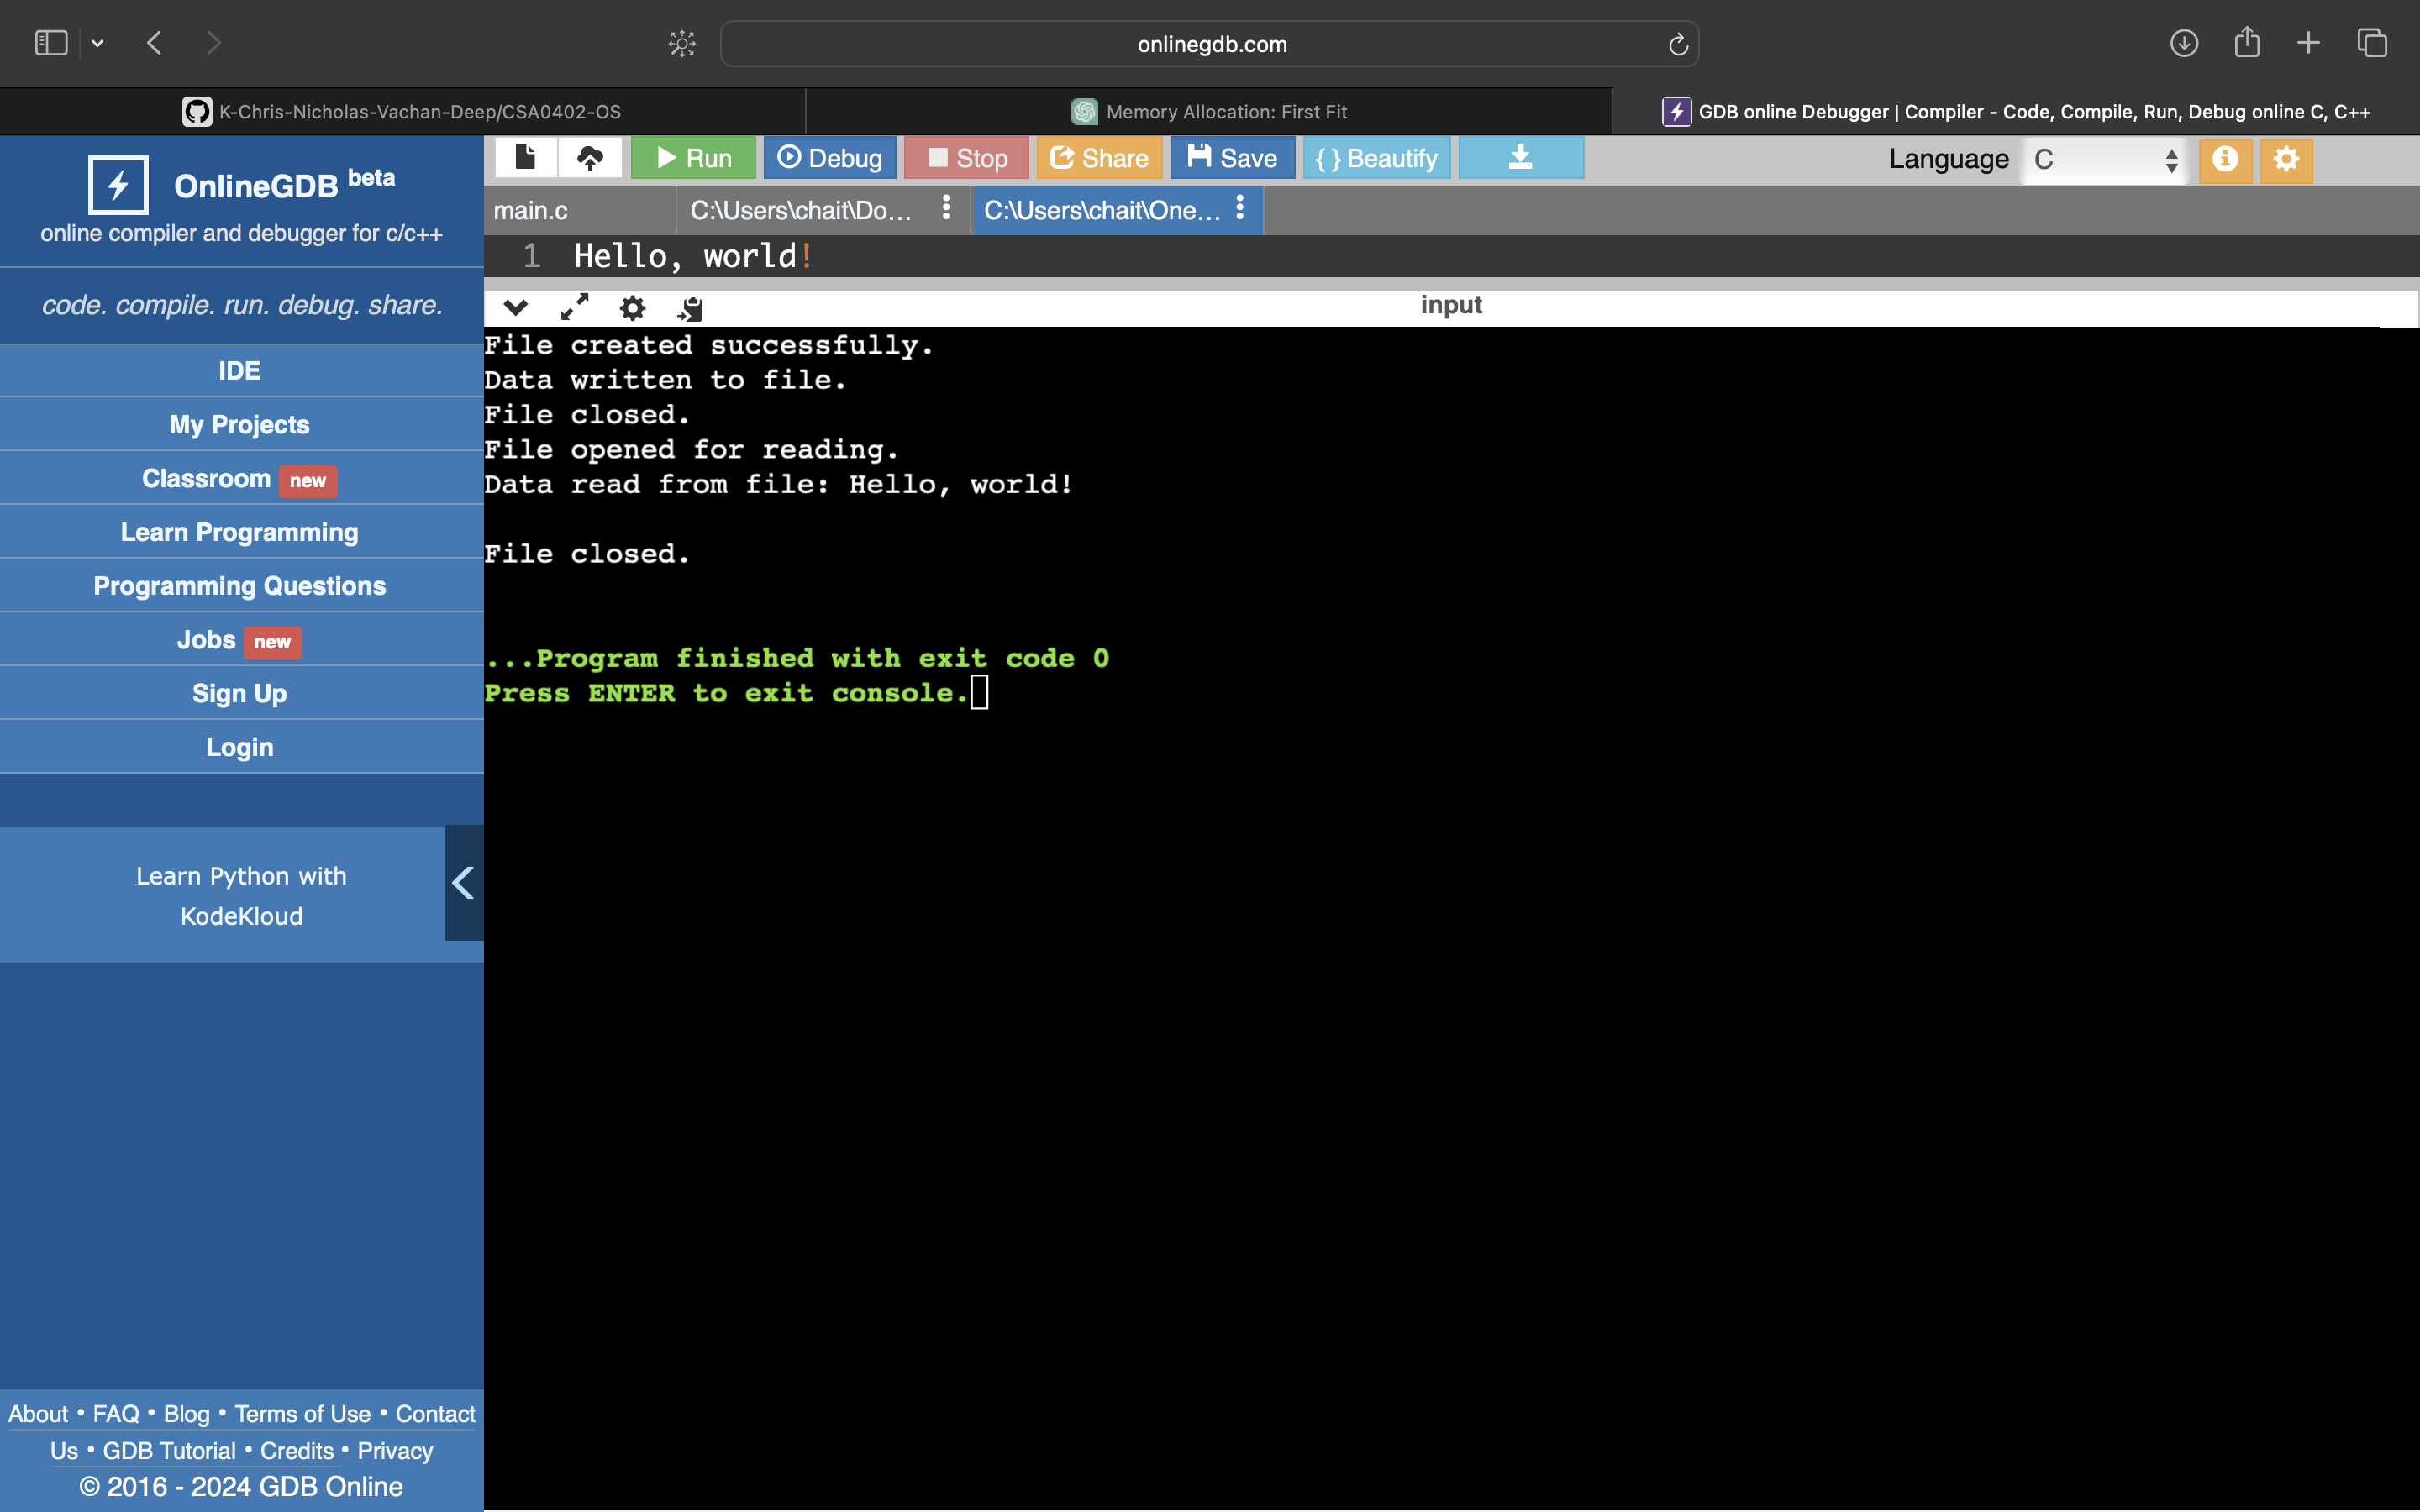 onlinegdb.com
K-Chris-Nicholas-Vachan-Deep/CSA0402-OS
Memory Allocation: First Fit
GDB online Debugger | Compiler - Code, Compile, Run, Debug online C, C++
OnlineGDB beta
online compiler and debugger for c/c++
code. compile. run. debug. share.
IDE
My Projects
Classroom new
Learn Programming
Programming Questions
Jobs new
Sign Up
Login
Learn Python with
KodeKloud
About • FAQ • Blog • Terms of Use • Contact
Us • GDB Tutorial • Credits • Privacy
© 2016 - 2024 GDB Online
Run Debug Stop Share Save { } Beautify Language C
main.c C:\Users\chait\Do... C:\Users\chait\One...
1 Hello, world!
input
File created successfully.
Data written to file.
File closed.
File opened for reading.
Data read from file: Hello, world!
File closed.
...Program finished with exit code 0
Press ENTER to exit console.